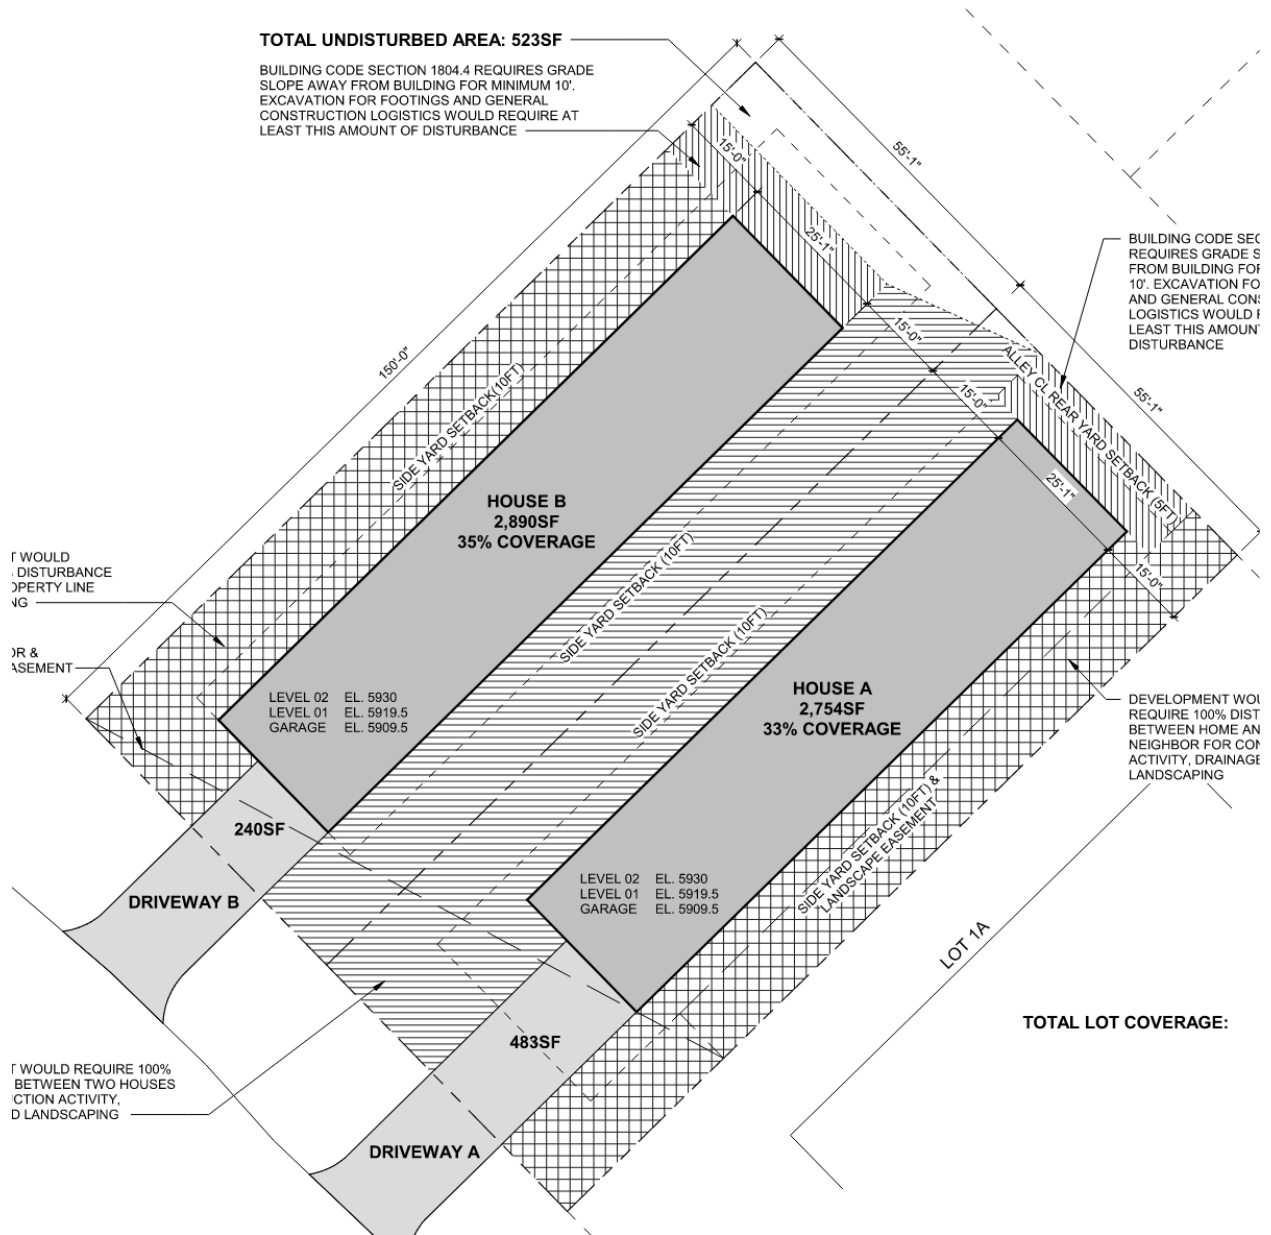 TOTAL UNDISTURBED AREA: 523SF
BUILDING CODE SECTION 1804.4 REQUIRES GRADE
SLOPE AWAY FROM BUILDING FOR MINIMUM 10'.
EXCAVATION FOR FOOTINGS AND GENERAL
CONSTRUCTION LOGISTICS WOULD REQUIRE AT
LEAST THIS AMOUNT OF DISTURBANCE
15'-0"
55'-1"
25'-1"
BUILDING CODE SEC
REQUIRES GRADE S
FROM BUILDING FOR
10'. EXCAVATION FO
AND GENERAL CONS
LOGISTICS WOULD R
LEAST THIS AMOUNT
DISTURBANCE
15'-0"
150'-0"
ALLEY CL REAR YARD SETBACK (5FT)
15'-0"
55'-1"
SIDE YARD SETBACK (10FT)
25'-1"
HOUSE B
2,890SF
35% COVERAGE
T WOULD
DISTURBANCE
OPERTY LINE
NG
15'-0"
SIDE YARD SETBACK (10FT)
SIDE YARD SETBACK (10FT)
OR &
ASEMENT
LEVEL 02 EL. 5930
LEVEL 01 EL. 5919.5
GARAGE EL. 5909.5
HOUSE A
2,754SF
33% COVERAGE
DEVELOPMENT WOU
REQUIRE 100% DIST
BETWEEN HOME AN
NEIGHBOR FOR CON
ACTIVITY, DRAINAGE
LANDSCAPING
240SF
SIDE YARD SETBACK (10FT) &
LANDSCAPE EASEMENT
LEVEL 02 EL. 5930
LEVEL 01 EL. 5919.5
GARAGE EL. 5909.5
DRIVEWAY B
LOT 1A
TOTAL LOT COVERAGE:
483SF
T WOULD REQUIRE 100%
BETWEEN TWO HOUSES
CTION ACTIVITY,
D LANDSCAPING
DRIVEWAY A